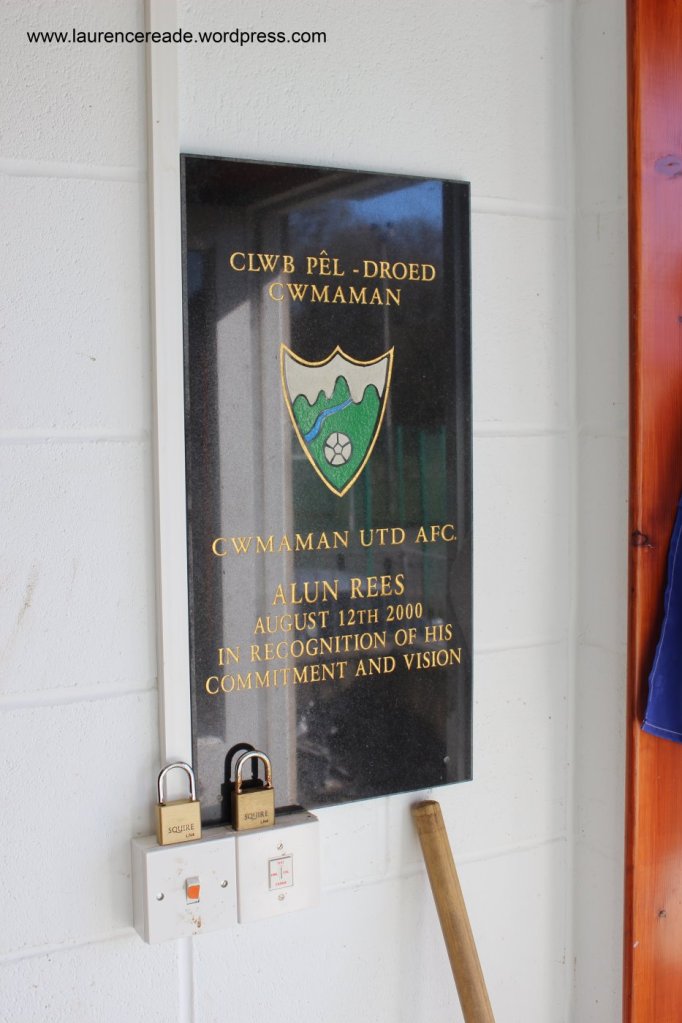 www.laurencereade.wordpress.com
CLWB PÊL -DROED
CWMAMAN
CWMAMAN UTD AFC.
ALUN REES
AUGUST 12TH 2000
IN RECOGNITION OF HIS
COMMITMENT AND VISION
SQUIRE
SQUIRE